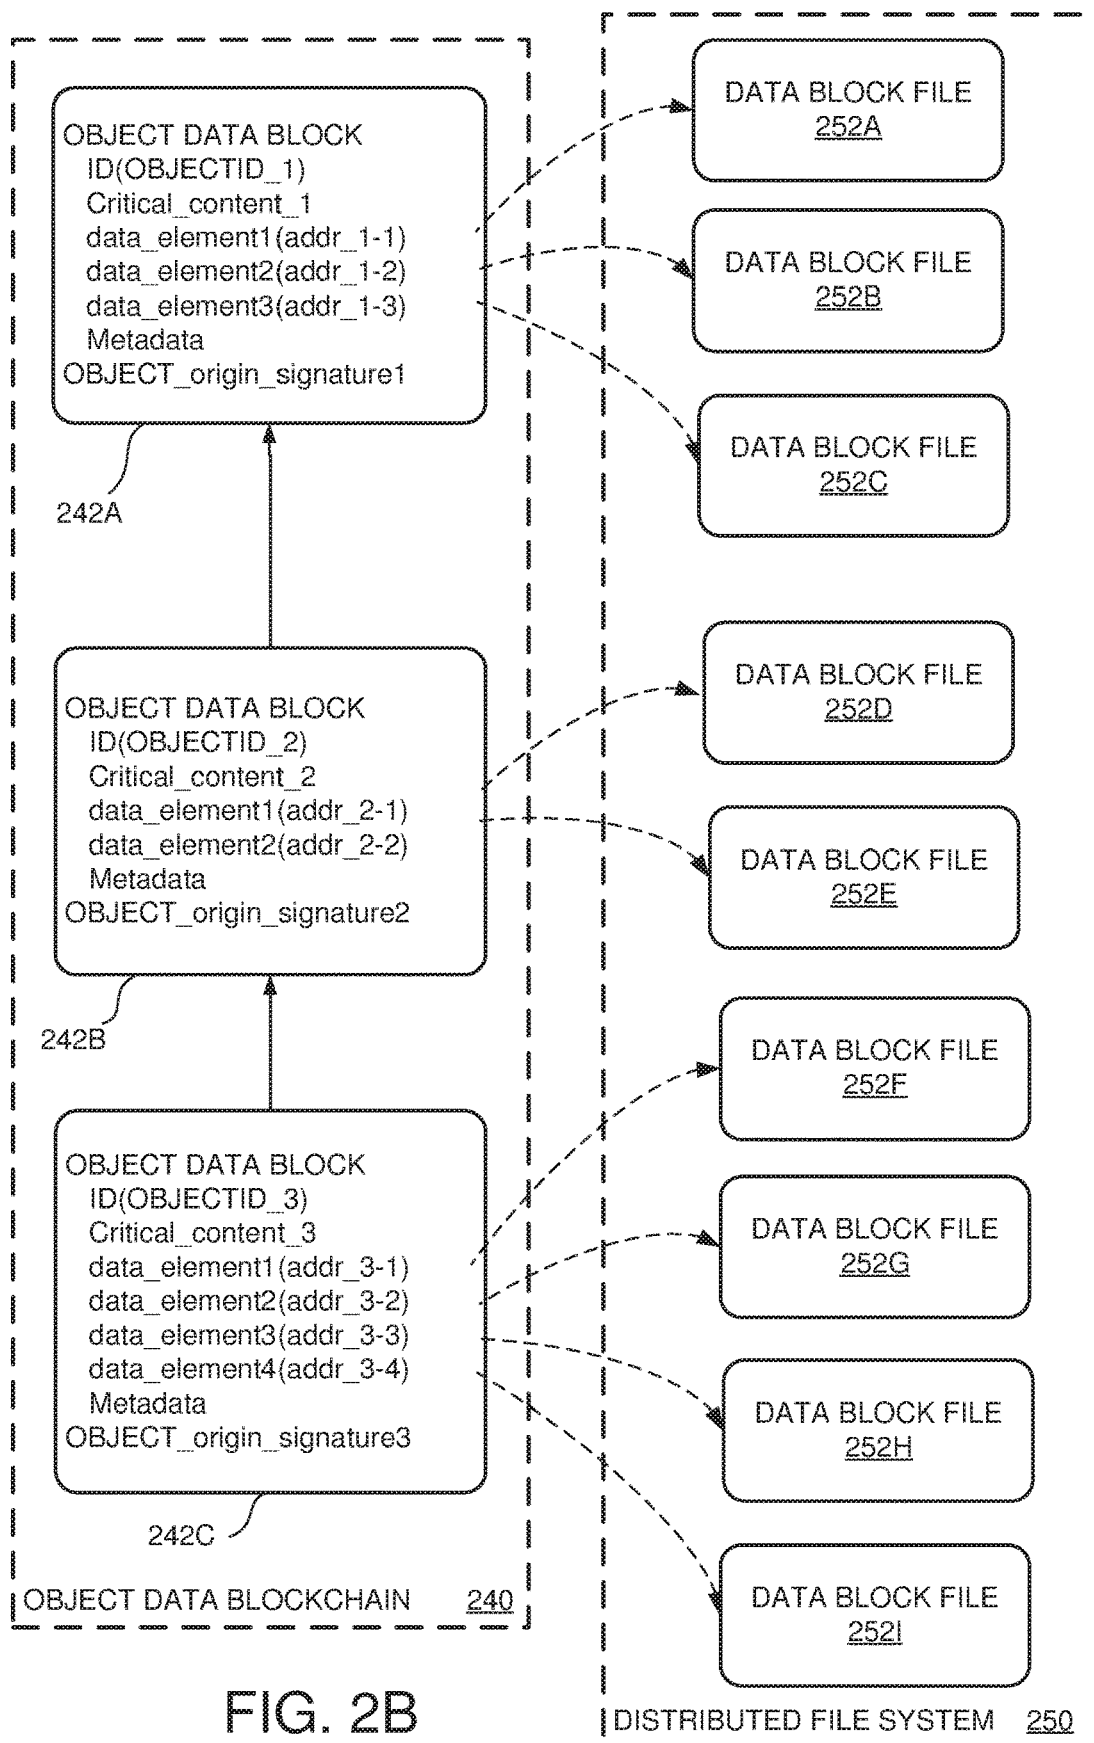 OBJECT DATA BLOCK
ID(OBJECTID_1)
Critical_content_1
data_element1(addr_1-1)
data_element2(addr_1-2)
data_element3(addr_1-3)
Metadata
OBJECT_origin_signature1
242A
OBJECT DATA BLOCK
ID(OBJECTID_2)
Critical_content_2
data_element1(addr_2-1)
data_element2(addr_2-2)
Metadata
OBJECT_origin_signature2
242B
OBJECT DATA BLOCK
ID(OBJECTID_3)
Critical_content_3
data_element1(addr_3-1)
data_element2(addr_3-2)
data_element3(addr_3-3)
data_element4(addr_3-4)
Metadata
OBJECT_origin_signature3
242C
OBJECT DATA BLOCKCHAIN 240
DATA BLOCK FILE
252A
DATA BLOCK FILE
252B
DATA BLOCK FILE
252C
DATA BLOCK FILE
252D
DATA BLOCK FILE
252E
DATA BLOCK FILE
252F
DATA BLOCK FILE
252G
DATA BLOCK FILE
252H
DATA BLOCK FILE
252I
DISTRIBUTED FILE SYSTEM 250
FIG. 2B